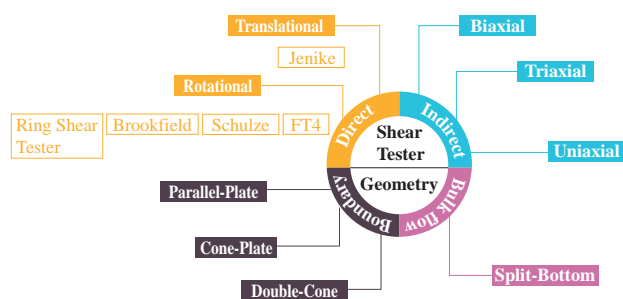 Translational
Biaxial
Jenike
Triaxial
Rotational
Ring Shear
Tester
Brookfield
Schulze
FT4
Direct
Indirect
Shear
Tester
Uniaxial
Geometry
Parallel-Plate
Boundary
Bulk flow
Cone-Plate
Split-Bottom
Double-Cone